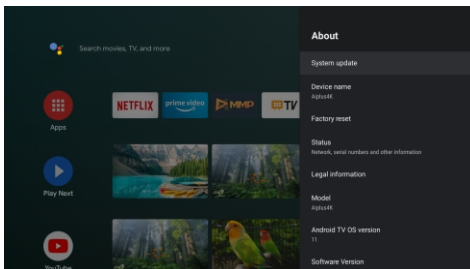 Search movies, TV, and more
About
System update
Device name
Aiplus4K
Factory reset
Status
Network, serial numbers and other information
Legal information
Model
Aiplus4K
Android TV OS version
11
Software Version
Apps
NETFLIX
prime video
MMP
TV
Play Next
YouTube